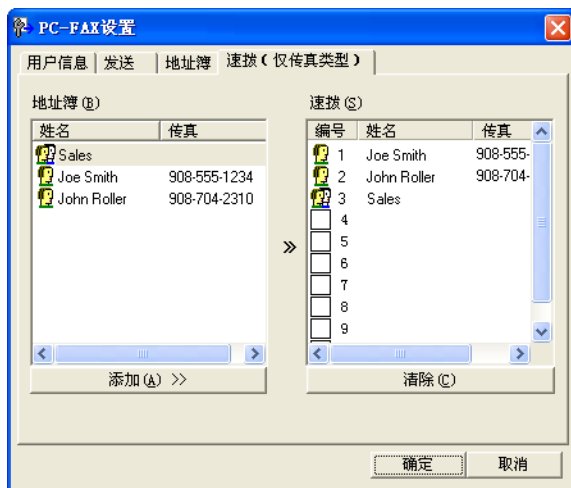 PC-FAX设置
用户信息 发送 地址簿 速拨(仅传真类型)
地址簿(B)
姓名 传真
Sales
Joe Smith 908-555-1234
John Roller 908-704-2310
»
速拨(S)
编号 姓名 传真
1 Joe Smith 908-555-
2 John Roller 908-704-
3 Sales
4
5
6
7
8
9
添加(A) >>
清除(C)
确定 取消